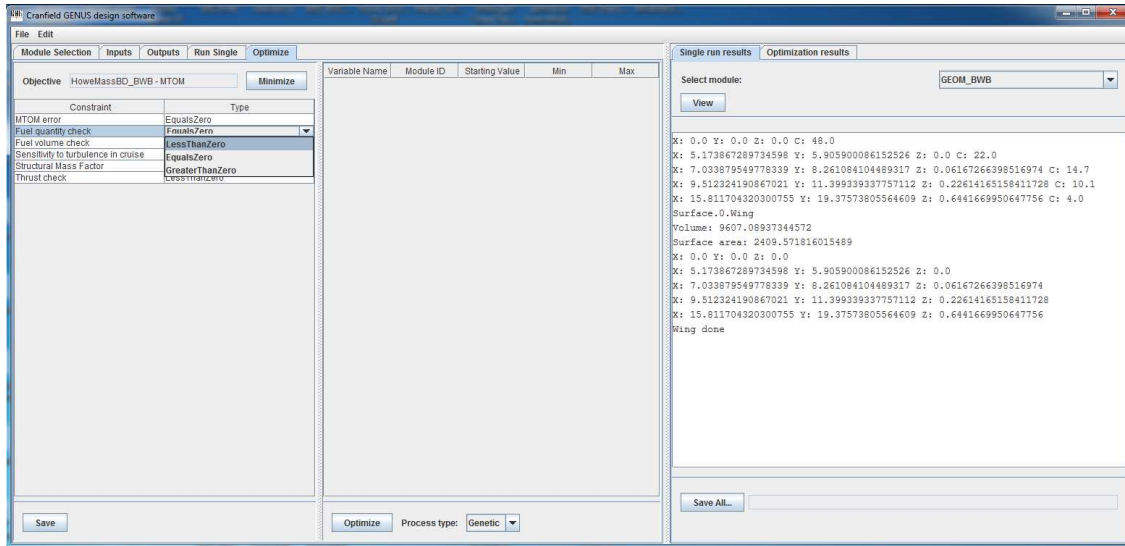 Cranfield GENUS design software
File Edit
Module Selection Inputs Outputs Run Single Optimize
Objective HoweMassBD_BWB - MTOM Minimize
Constraint Type
MTOM error EqualsZero
Fuel quantity check EqualsZero
Fuel volume check LessThanZero
Sensitivity to turbulence in cruise EqualsZero
Structural Mass Factor GreaterThanZero
Thrust check LessThanZero
Save
Variable Name Module ID Starting Value Min Max
Optimize Process type: Genetic
Single run results Optimization results
Select module: GEOM_BWB
View
X: 0.0 Y: 0.0 Z: 0.0 C: 48.0
X: 5.173867289734598 Y: 5.905900086152526 Z: 0.0 C: 22.0
X: 7.033879549778339 Y: 8.261084104489317 Z: 0.06167266398516974 C: 14.7
X: 9.512324190867021 Y: 11.399339337757112 Z: 0.22614165158411728 C: 10.1
X: 15.811704320300755 Y: 19.37573805564609 Z: 0.6441669950647756 C: 4.0
Surface.0.Wing
Volume: 9607.08937344572
Surface area: 2409.571816015489
X: 0.0 Y: 0.0 Z: 0.0
X: 5.173867289734598 Y: 5.905900086152526 Z: 0.0
X: 7.033879549778339 Y: 8.261084104489317 Z: 0.06167266398516974
X: 9.512324190867021 Y: 11.399339337757112 Z: 0.22614165158411728
X: 15.811704320300755 Y: 19.37573805564609 Z: 0.6441669950647756
Wing done
Save All...